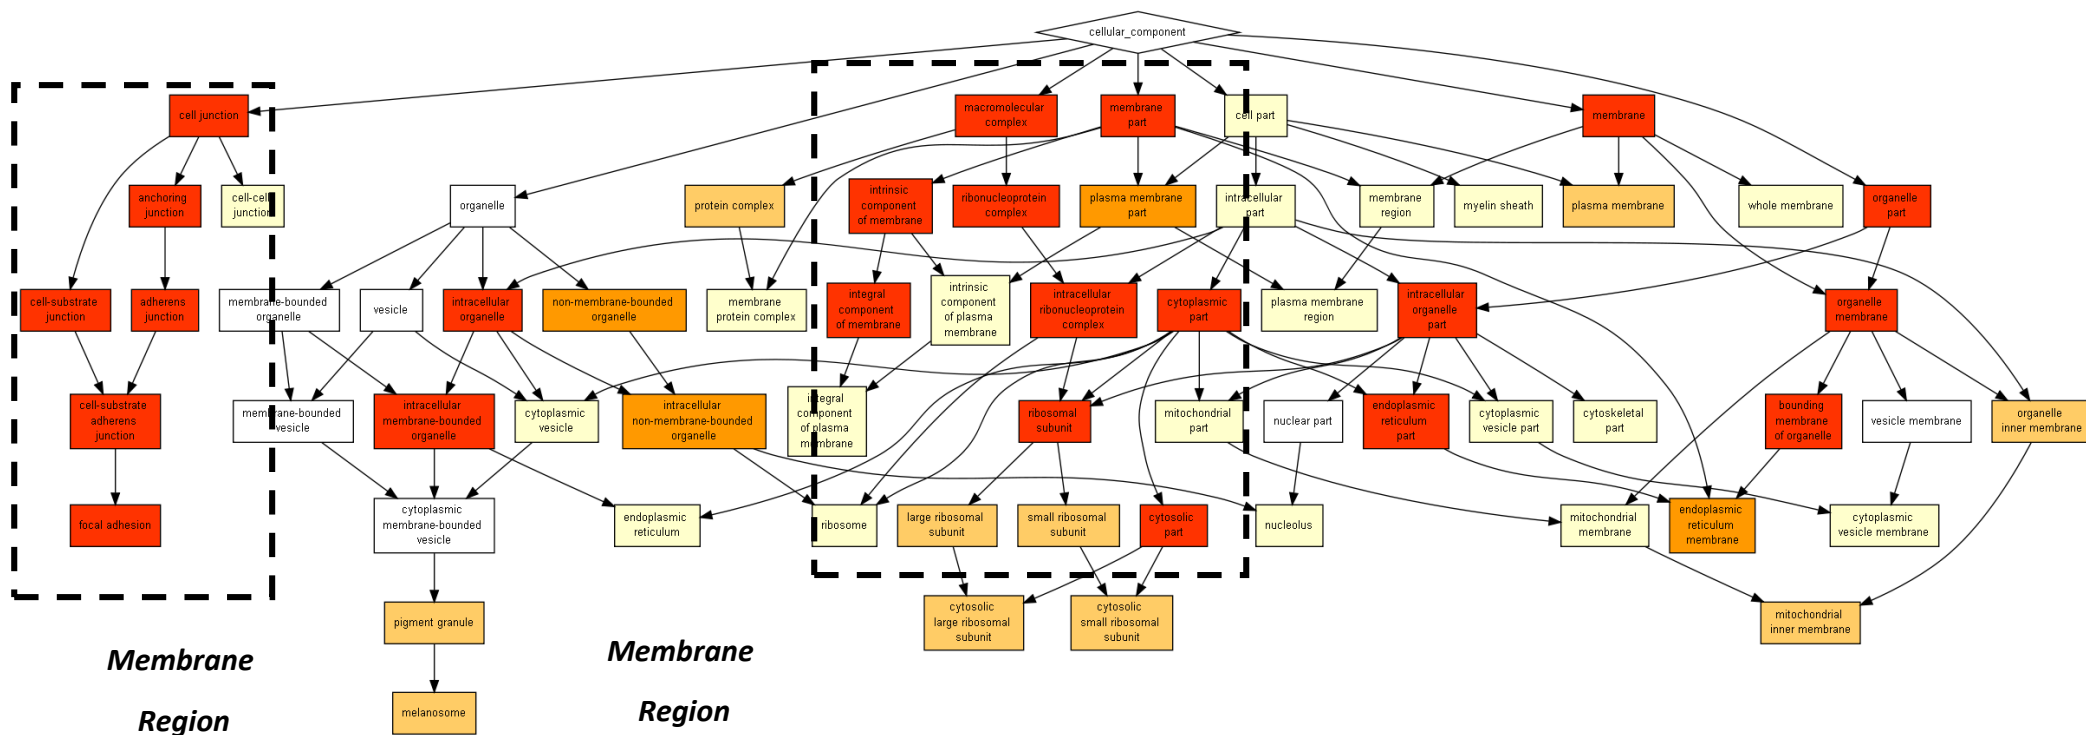 cellular_component
cell junction
macromolecular
complex
membrane
part
cell part
membrane
anchoring
junction
cell-cell
junction
organelle
protein complex
intrinsic
component
of membrane
ribonucleoprotein
complex
plasma membrane
part
intracellular
part
membrane
region
myelin sheath
plasma membrane
whole membrane
organelle
part
cell-substrate
junction
adherens
junction
membrane-bounded
organelle
vesicle
intracellular
organelle
non-membrane-bounded
organelle
membrane
protein complex
integral
component
of membrane
intrinsic
component
of plasma
membrane
intracellular
ribonucleoprotein
complex
cytoplasmic
part
plasma membrane
region
intracellular
organelle
part
organelle
membrane
cell-substrate
adherens
junction
membrane-bounded
vesicle
intracellular
membrane-bounded
organelle
cytoplasmic
vesicle
intracellular
non-membrane-bounded
organelle
integral
component
of plasma
membrane
ribosomal
subunit
mitochondrial
part
nuclear part
endoplasmic
reticulum
part
cytoplasmic
vesicle part
cytoskeletal
part
bounding
membrane
of organelle
vesicle membrane
organelle
inner membrane
focal adhesion
cytoplasmic
membrane-bounded
vesicle
endoplasmic
reticulum
ribosome
large ribosomal
subunit
small ribosomal
subunit
cytosolic
part
nucleolus
mitochondrial
membrane
endoplasmic
reticulum
membrane
cytoplasmic
vesicle membrane
pigment granule
cytosolic
large ribosomal
subunit
cytosolic
small ribosomal
subunit
mitochondrial
inner membrane
melanosome
Membrane
Region
Membrane
Region